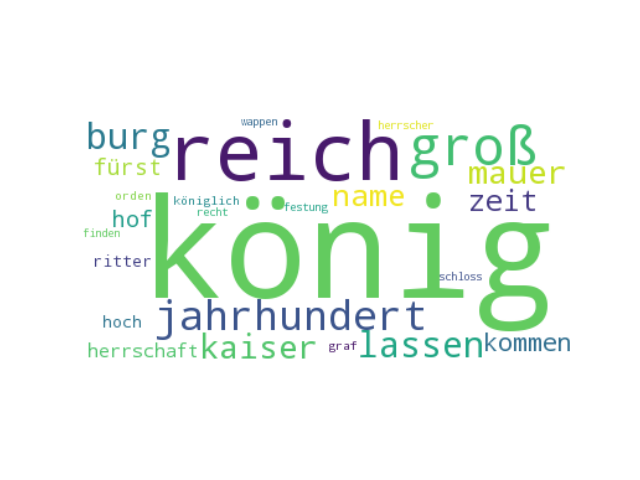 wappen
herrscher
burg reich groß
fürst mauer
orden königlich name zeit
hof recht festung
finden könig
ritter schloss
jahrhundert
hoch
herrschaft kaiser graf lassen kommen